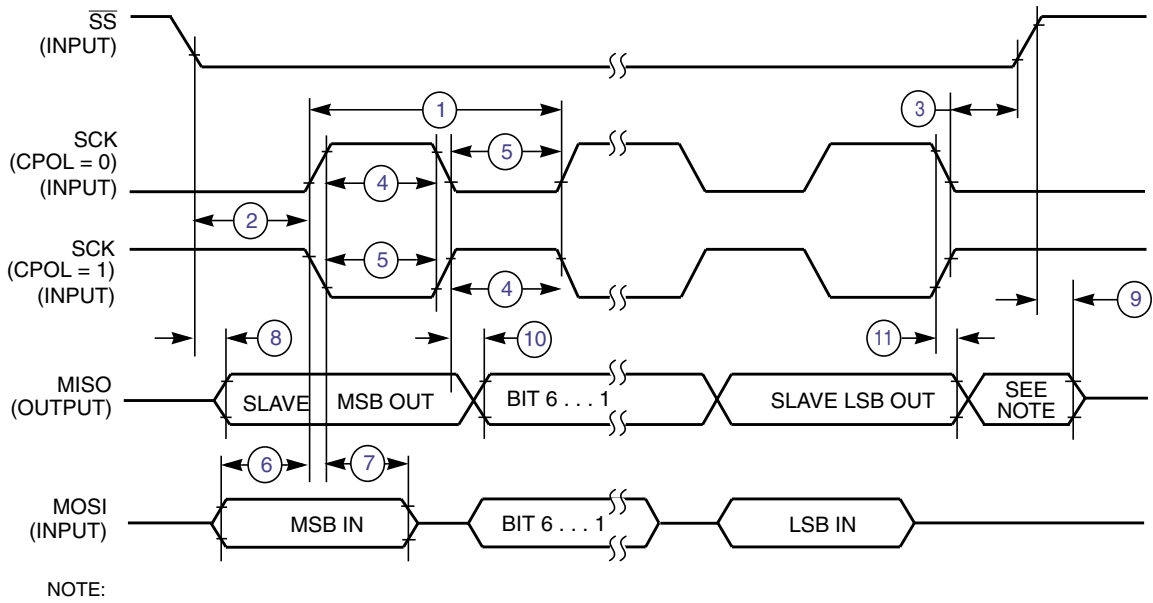 SS
(INPUT)
1
3
SCK
(CPOL = 0)
(INPUT)
5
4
2
SCK
(CPOL = 1)
(INPUT)
5
4
9
8
10
11
MISO
(OUTPUT)
SLAVE MSB OUT
BIT 6 . . . 1
SLAVE LSB OUT
SEE
NOTE
6
7
MOSI
(INPUT)
MSB IN
BIT 6 . . . 1
LSB IN
NOTE: